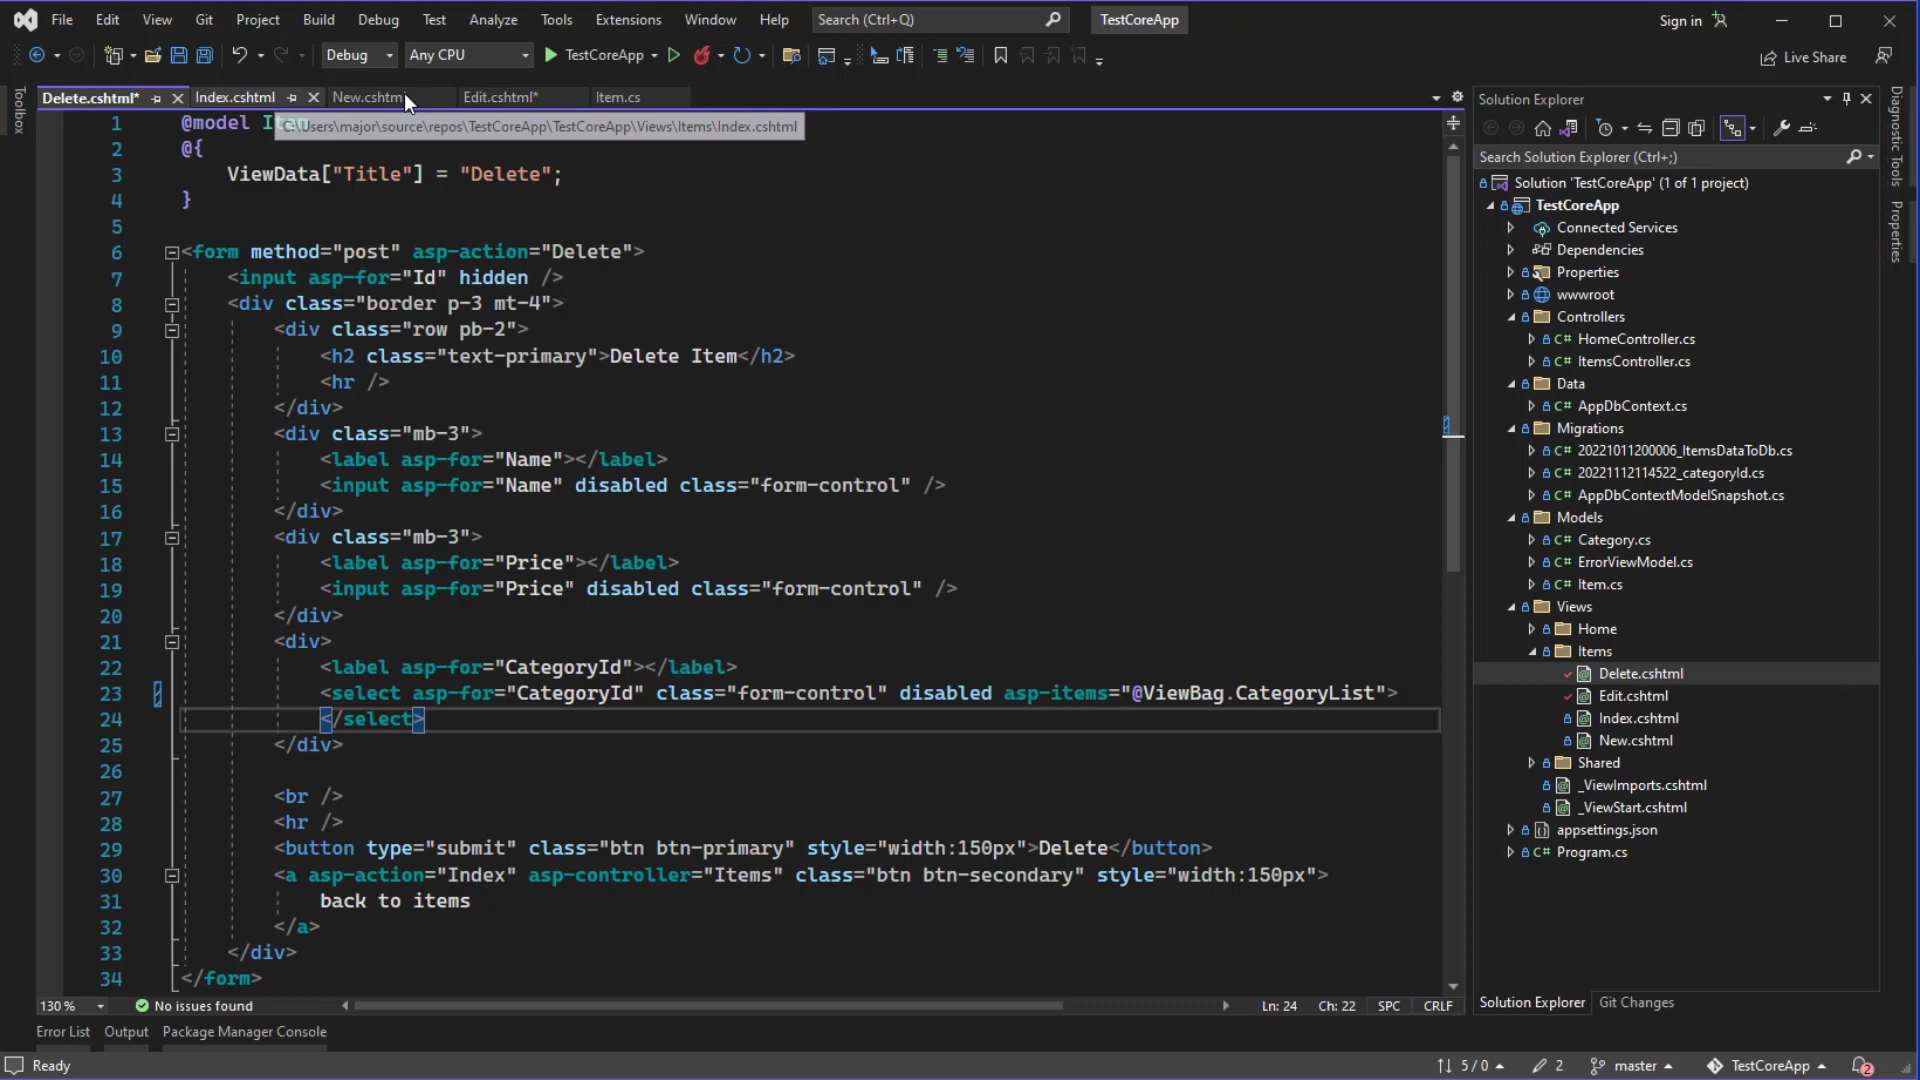 File Edit View Git Project Build Debug Test Analyze Tools Extensions Window Help Search (Ctrl+Q) TestCoreApp Sign in
Debug Any CPU TestCoreApp Live Share
Toolbox
Delete.cshtml* Index.cshtml New.cshtml Edit.cshtml* Item.cs
C:\Users\major\source\repos\TestCoreApp\TestCoreApp\Views\Items\Index.cshtml
1 @model Item
2 @{
3 ViewData["Title"] = "Delete";
4 }
5
6 <form method="post" asp-action="Delete">
7 <input asp-for="Id" hidden />
8 <div class="border p-3 mt-4">
9 <div class="row pb-2">
10 <h2 class="text-primary">Delete Item</h2>
11 <hr />
12 </div>
13 <div class="mb-3">
14 <label asp-for="Name"></label>
15 <input asp-for="Name" disabled class="form-control" />
16 </div>
17 <div class="mb-3">
18 <label asp-for="Price"></label>
19 <input asp-for="Price" disabled class="form-control" />
20 </div>
21 <div>
22 <label asp-for="CategoryId"></label>
23 <select asp-for="CategoryId" class="form-control" disabled asp-items="@ViewBag.CategoryList">
24 </select>
25 </div>
26
27 <br />
28 <hr />
29 <button type="submit" class="btn btn-primary" style="width:150px">Delete</button>
30 <a asp-action="Index" asp-controller="Items" class="btn btn-secondary" style="width:150px">
31 back to items
32 </a>
33 </div>
34 </form>
130 % No issues found Ln: 24 Ch: 22 SPC CRLF
Error List Output Package Manager Console
Solution Explorer
Search Solution Explorer (Ctrl+;)
Solution 'TestCoreApp' (1 of 1 project)
TestCoreApp
Connected Services
Dependencies
Properties
wwwroot
Controllers
C# HomeController.cs
C# ItemsController.cs
Data
C# AppDbContext.cs
Migrations
C# 20221011200006_ItemsDataToDb.cs
C# 20221112114522_categoryId.cs
C# AppDbContextModelSnapshot.cs
Models
C# Category.cs
C# ErrorViewModel.cs
C# Item.cs
Views
Home
Items
Delete.cshtml
Edit.cshtml
Index.cshtml
New.cshtml
Shared
_ViewImports.cshtml
_ViewStart.cshtml
appsettings.json
C# Program.cs
Solution Explorer Git Changes
Diagnostic Tools
Properties
Ready 5 / 0 2 master TestCoreApp 2